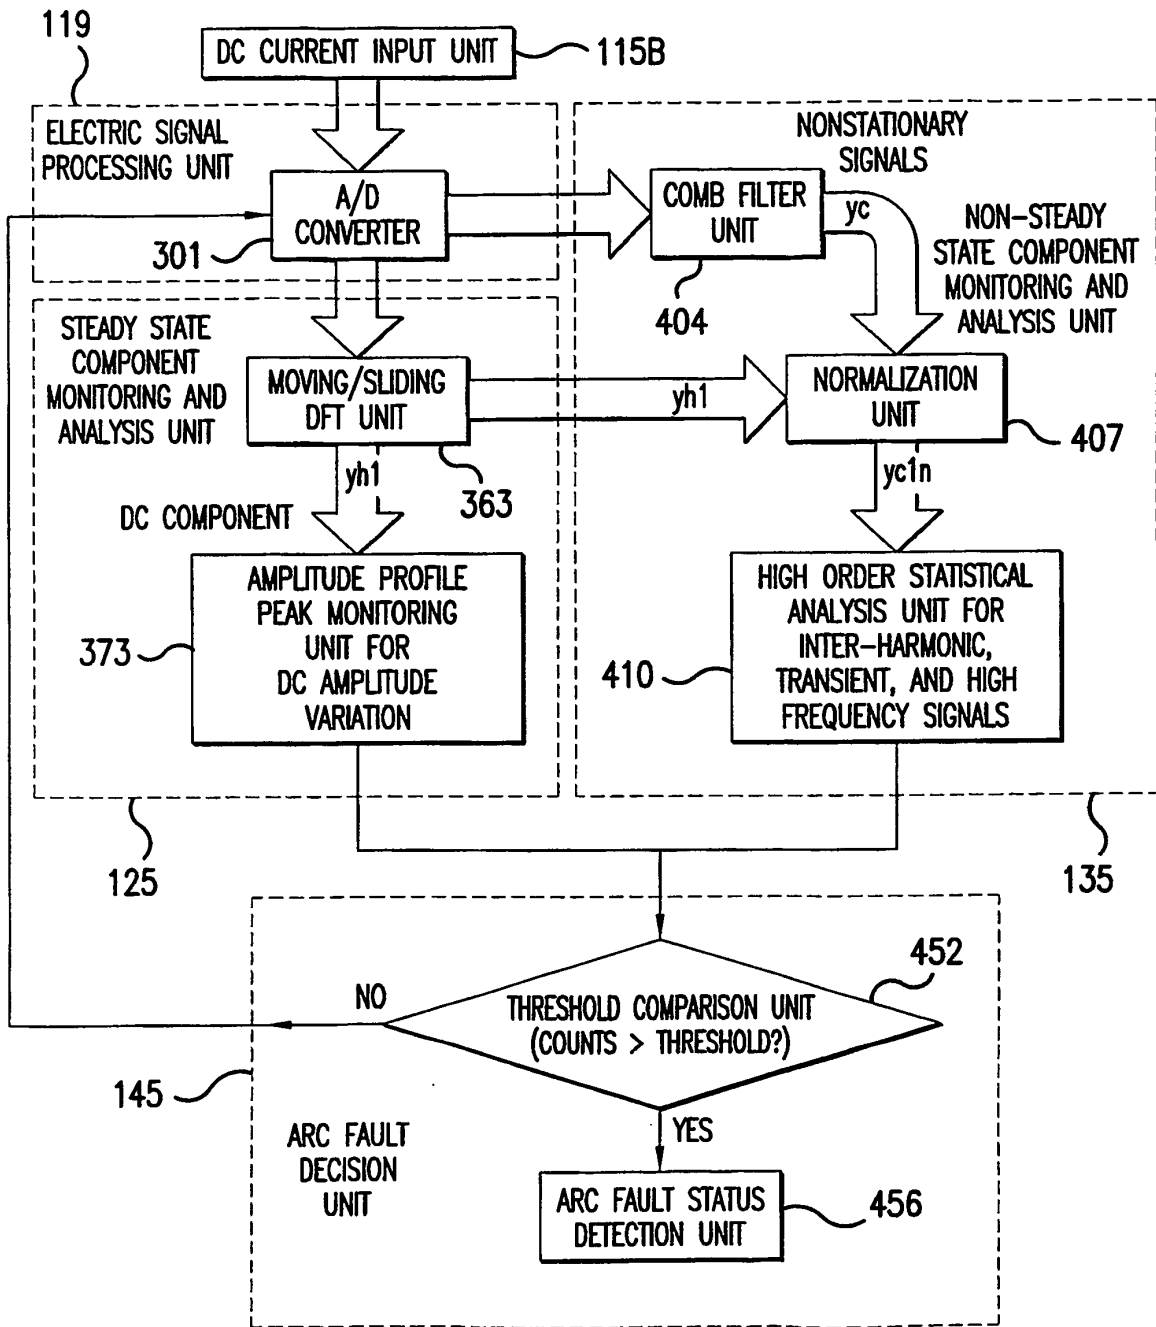 119
DC CURRENT INPUT UNIT
115B
ELECTRIC SIGNAL
PROCESSING UNIT
A/D
CONVERTER
301
NONSTATIONARY
SIGNALS
COMB FILTER
UNIT
404
yc
NON-STEADY
STATE COMPONENT
MONITORING AND
ANALYSIS UNIT
STEADY STATE
COMPONENT
MONITORING AND
ANALYSIS UNIT
MOVING/SLIDING
DFT UNIT
363
yh1
NORMALIZATION
UNIT
407
yh1
DC COMPONENT
yc1n
AMPLITUDE PROFILE
PEAK MONITORING
UNIT FOR
DC AMPLITUDE
VARIATION
373
HIGH ORDER STATISTICAL
ANALYSIS UNIT FOR
INTER-HARMONIC,
TRANSIENT, AND HIGH
FREQUENCY SIGNALS
410
125
135
452
NO
THRESHOLD COMPARISON UNIT
(COUNTS > THRESHOLD?)
145
YES
ARC FAULT
DECISION
UNIT
ARC FAULT STATUS
DETECTION UNIT
456